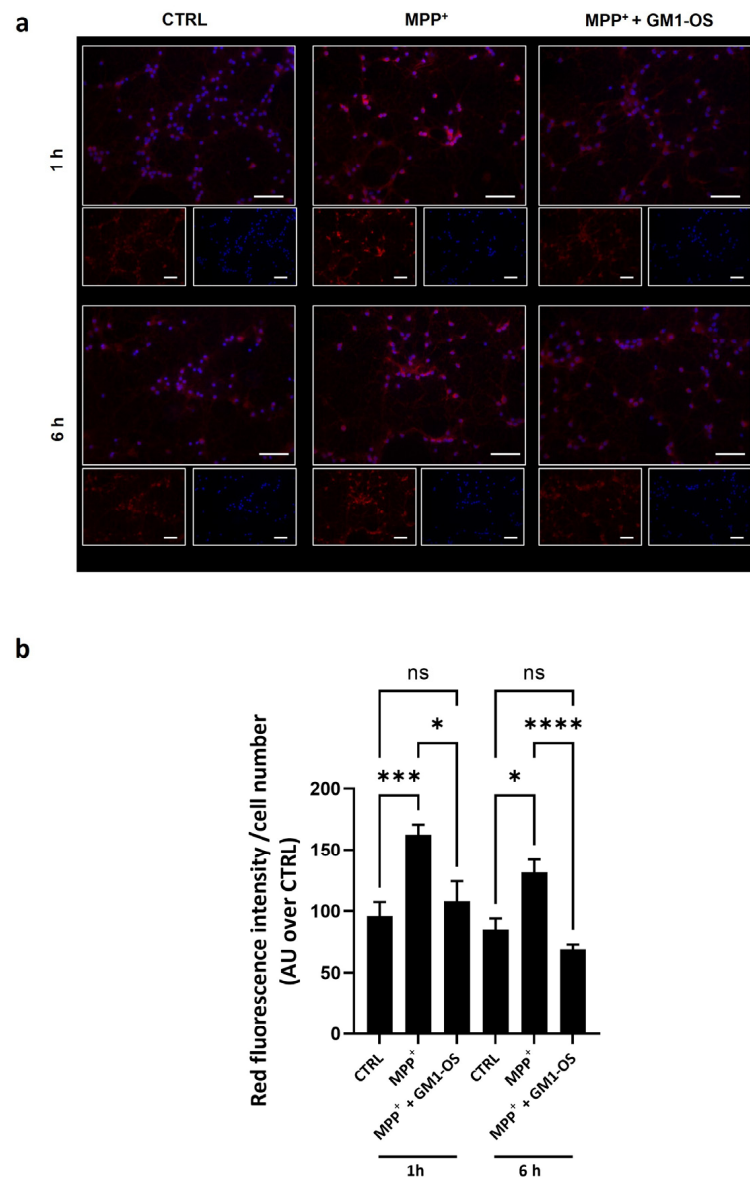 a
CTRL
MPP⁺
MPP⁺ + GM1-OS
1 h
6 h
b
ns
ns
*
****
***
*
Red fluorescence intensity /cell number
(AU over CTRL)
200
150
100
50
0
CTRL
MPP⁺
MPP⁺ + GM1-OS
CTRL
MPP⁺
MPP⁺ + GM1-OS
1h
6 h